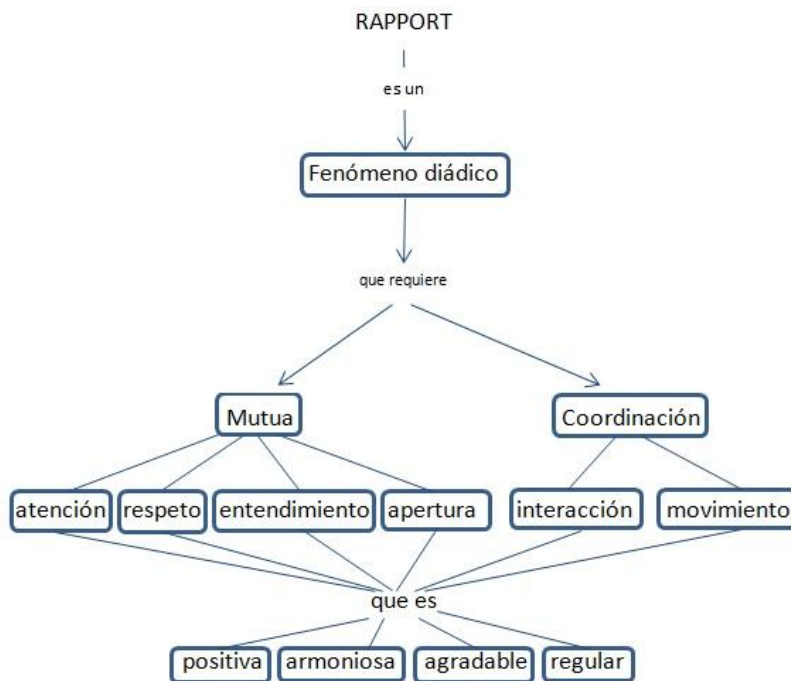 RAPPORT
es un
Fenómeno diádico
que requiere
Mutua
Coordinación
atención
respeto
entendimiento
apertura
interacción
movimiento
que es
positiva
armoniosa
agradable
regular